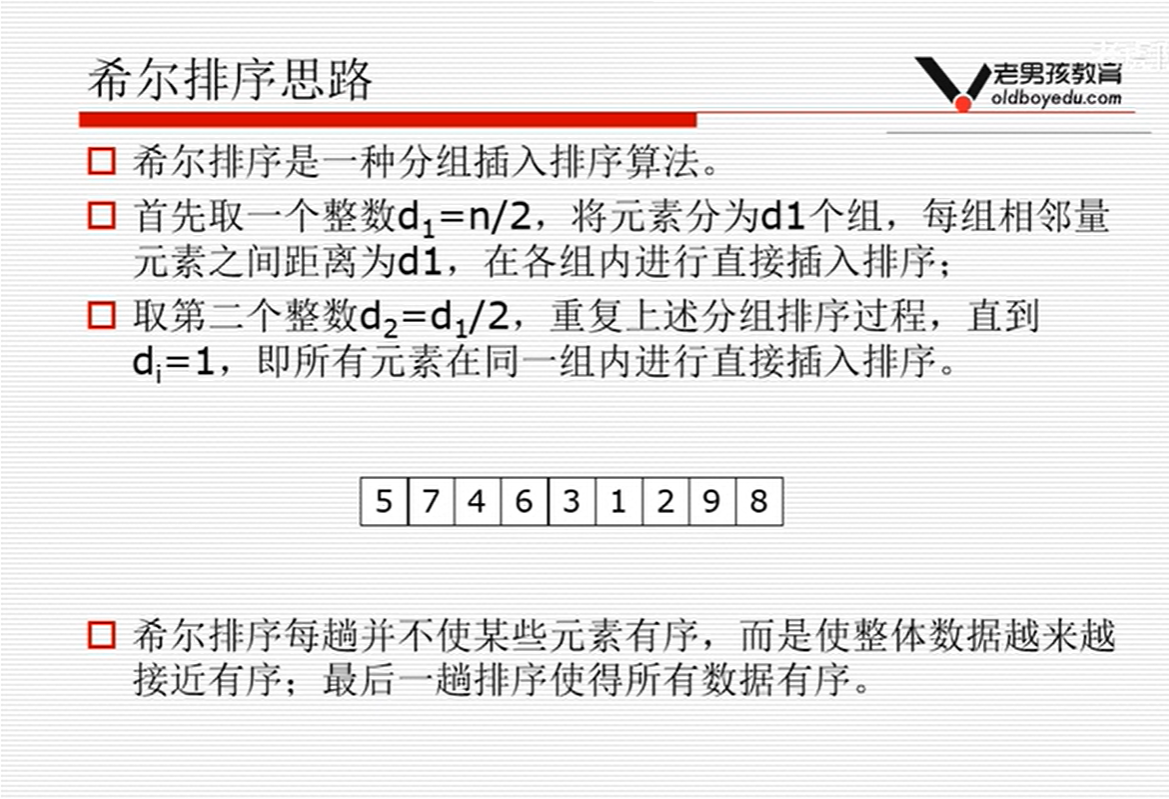 希尔排序思路
老男孩教育
oldboyedu.com
希尔排序是一种分组插入排序算法。
首先取一个整数d1=n/2，将元素分为d1个组，每组相邻量
元素之间距离为d1，在各组内进行直接插入排序；
取第二个整数d2=d1/2，重复上述分组排序过程，直到
di=1，即所有元素在同一组内进行直接插入排序。
5 7 4 6 3 1 2 9 8
希尔排序每趟并不使某些元素有序，而是使整体数据越来越
接近有序；最后一趟排序使得所有数据有序。